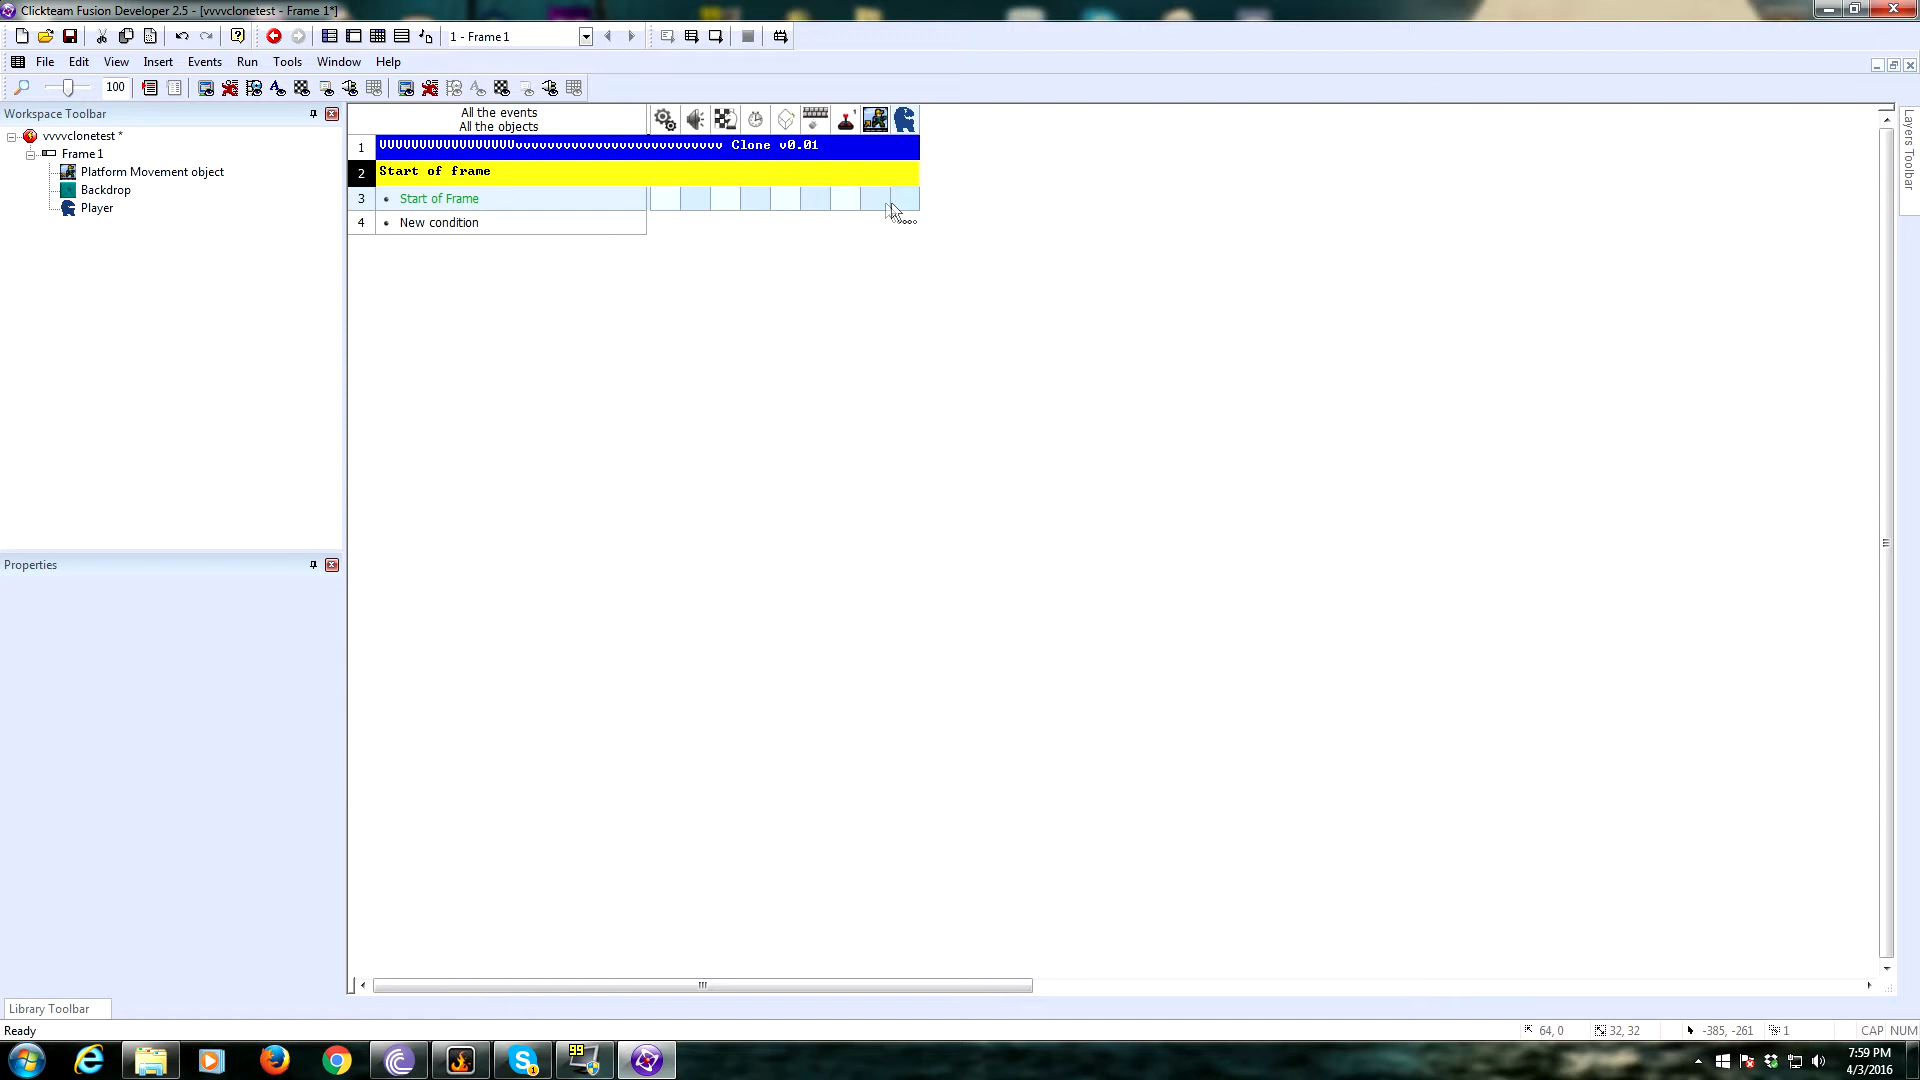 Clickteam Fusion Developer 2.5 - [vvvvclonetest - Frame 1*]
1 - Frame 1
File Edit View Insert Events Run Tools Window Help
100
Workspace Toolbar
vvvvclonetest *
Frame 1
Platform Movement object
Backdrop
Player
All the events
All the objects
1
Clone v0.01
2 Start of frame
3 • Start of Frame
4 • New condition
Layers Toolbar
Properties
Library Toolbar
Ready
64, 0
32, 32
-385, -261
1
CAP NUM
99
1
7:59 PM
4/3/2016